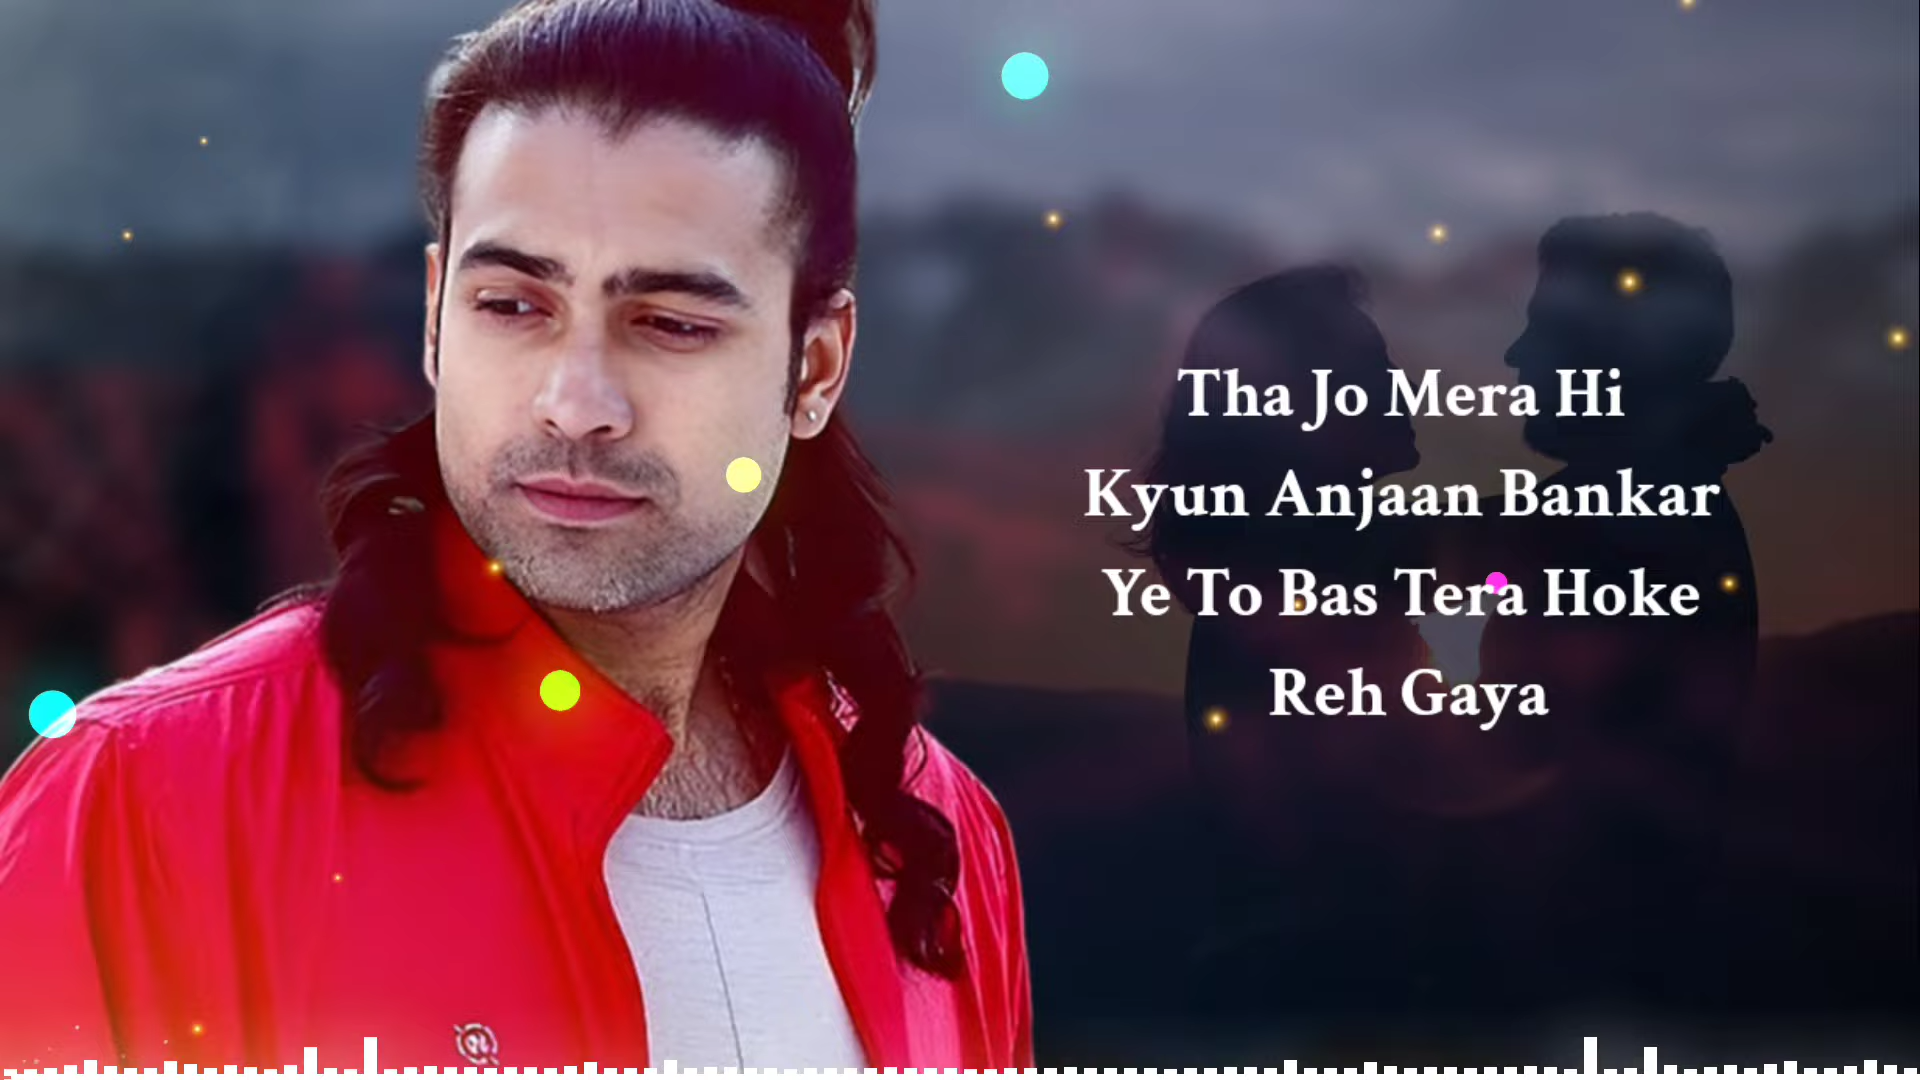 Tha Jo Mera Hi
Kyun Anjaan Bankar
Ye To Bas Tera Hoke
Reh Gaya